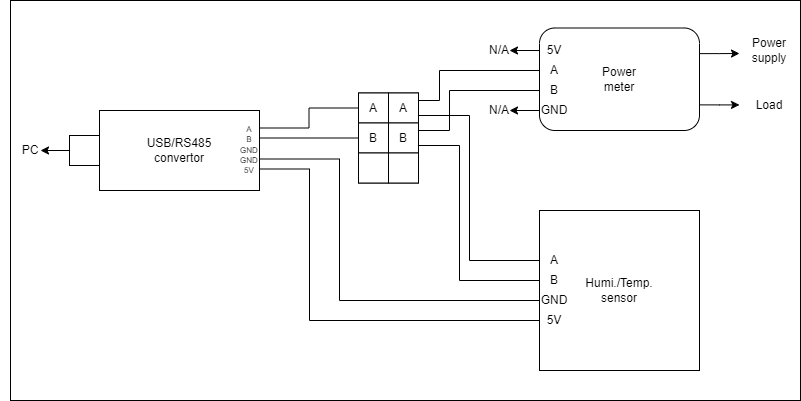 N/A
5V
A
B
N/A
GND
Power
meter
Power
supply
Load
PC
USB/RS485
convertor
A
B
GND
GND
5V
A
A
B
B
A
B
GND
5V
Humi./Temp.
sensor